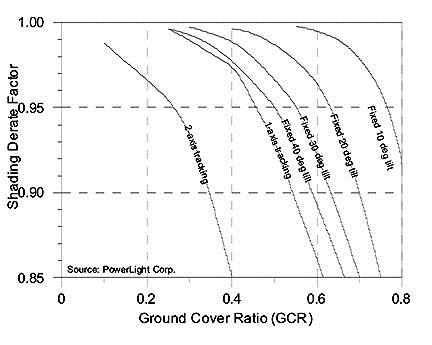 1.00
0.95
0.90
0.85
Shading Derate Factor
2-axis tracking
1-axis-tracking
Fixed 40 deg tilt
Fixed 30 deg tilt
Fixed 20 deg tilt
Fixed 10 deg tilt
Source: PowerLight Corp.
0 0.2 0.4 0.6 0.8
Ground Cover Ratio (GCR)